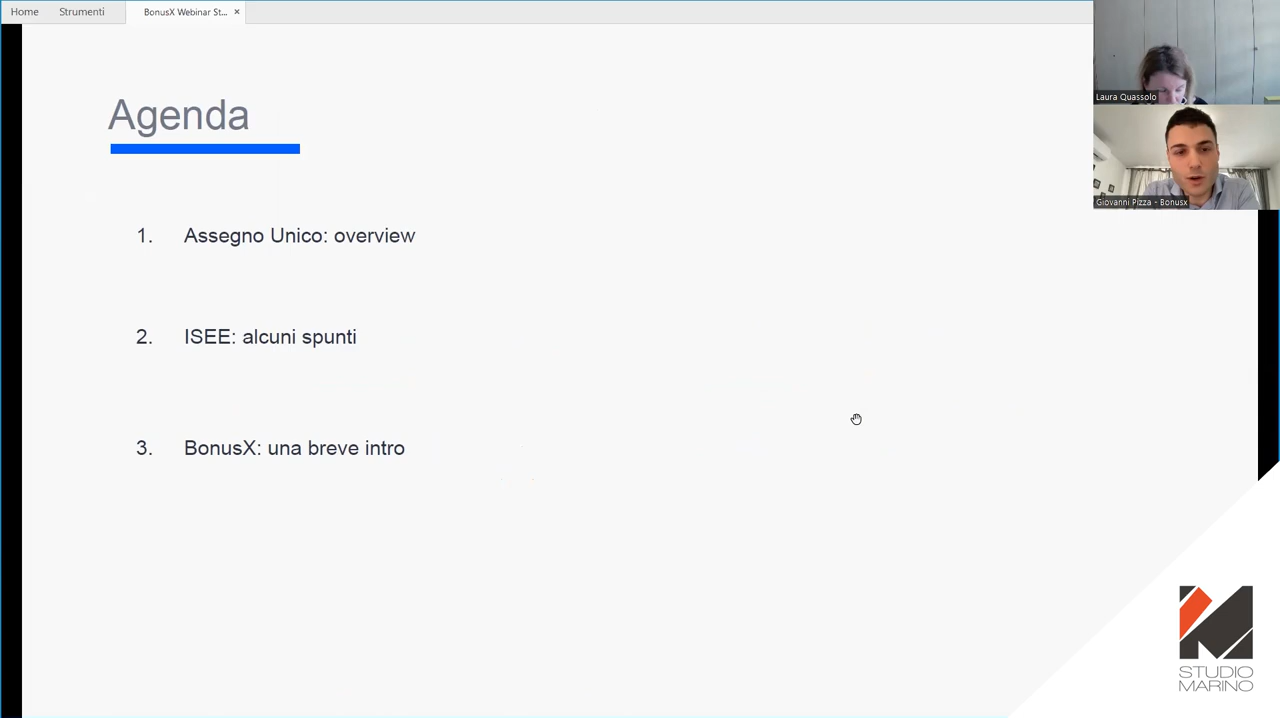 Home
Strumenti
BonusX Webinar St...
×
Laura Quassolo
Giovanni Pizza - Bonusx
Agenda
1. Assegno Unico: overview
2. ISEE: alcuni spunti
3. BonusX: una breve intro
STUDIO
MARINO